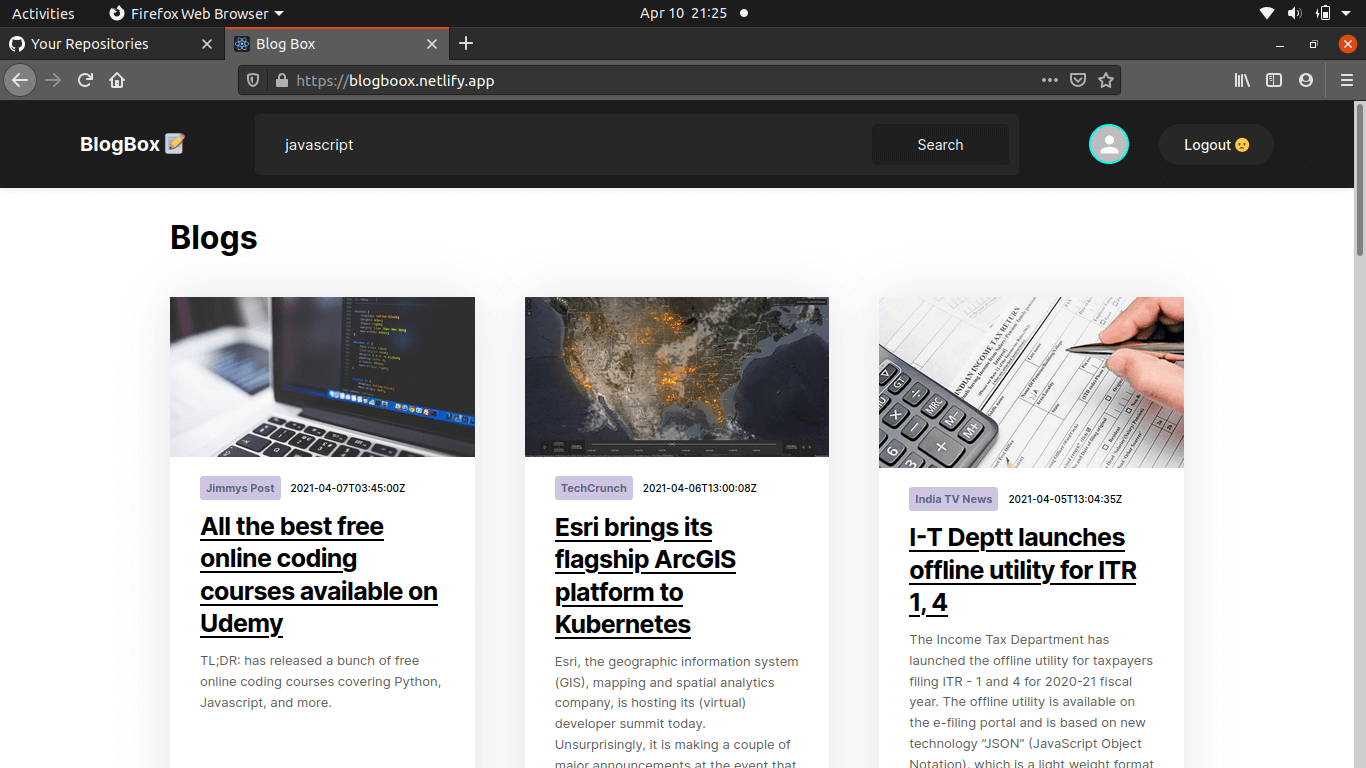 Activities Firefox Web Browser Apr 10 21:25
Your Repositories Blog Box
https://blogboox.netlify.app
BlogBox javascript Search Logout
Blogs
INDIAN INCOME TAX RETURN
Jimmys Post 2021-04-07T03:45:00Z
All the best free
online coding
courses available on
Udemy
TL;DR: has released a bunch of free
online coding courses covering Python,
Javascript, and more.
TechCrunch 2021-04-06T13:00:08Z
Esri brings its
flagship ArcGIS
platform to
Kubernetes
Esri, the geographic information system
(GIS), mapping and spatial analytics
company, is hosting its (virtual)
developer summit today.
Unsurprisingly, it is making a couple of
major announcements at the event that
GT
MRC
M-
M+
6
India TV News 2021-04-05T13:04:35Z
I-T Deptt launches
offline utility for ITR
1, 4
The Income Tax Department has
launched the offline utility for taxpayers
filing ITR - 1 and 4 for 2020-21 fiscal
year. The offline utility is available on
the e-filing portal and is based on new
technology “JSON” (JavaScript Object
Notation), which is a light weight format